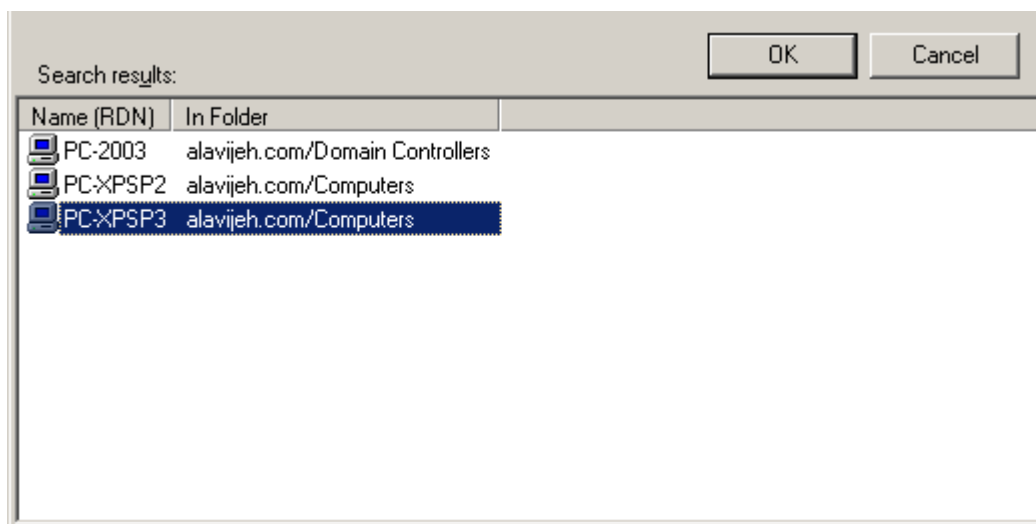 OK Cancel
Search results:
Name (RDN) In Folder
PC-2003 alavijeh.com/Domain Controllers
PC-XPSP2 alavijeh.com/Computers
PC-XPSP3 alavijeh.com/Computers